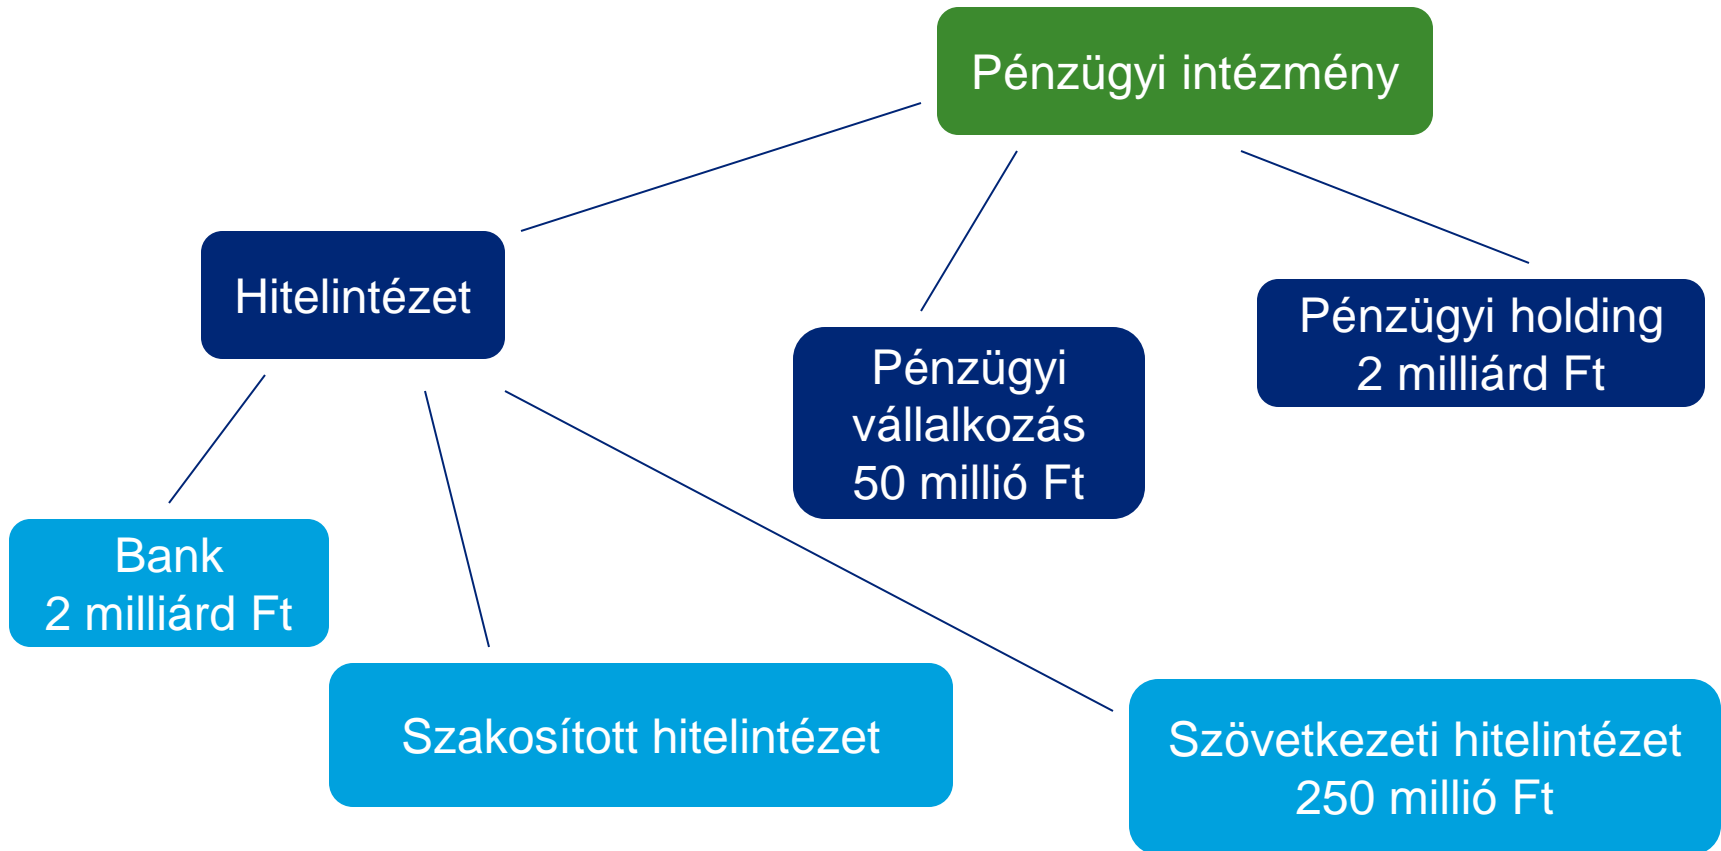 Pénzügyi intézmény
Hitelintézet
Pénzügyi
vállalkozás
50 millió Ft
Pénzügyi holding
2 milliárd Ft
Bank
2 milliárd Ft
Szakosított hitelintézet
Szövetkezeti hitelintézet
250 millió Ft